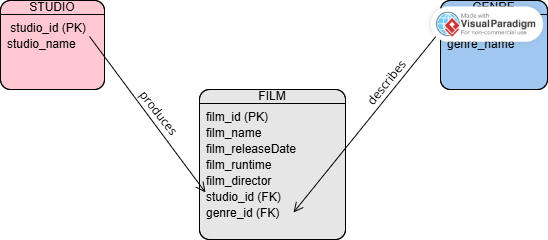 STUDIO
studio_id (PK)
studio_name
GENRE
Made with
Visual Paradigm
For non-commercial use
genre_name
produces
describes
FILM
film_id (PK)
film_name
film_releaseDate
film_runtime
film_director
studio_id (FK)
genre_id (FK)